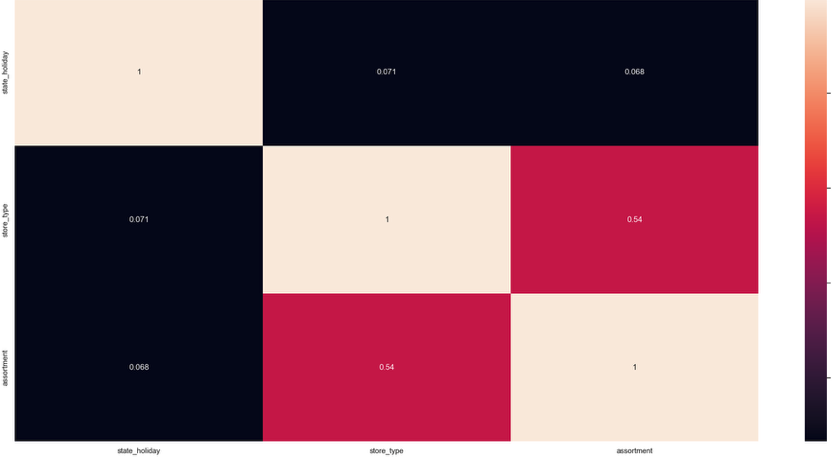 state_holiday
1
0.071
0.068
store_type
0.071
1
0.54
assortment
0.068
0.54
1
state_holiday
store_type
assortment